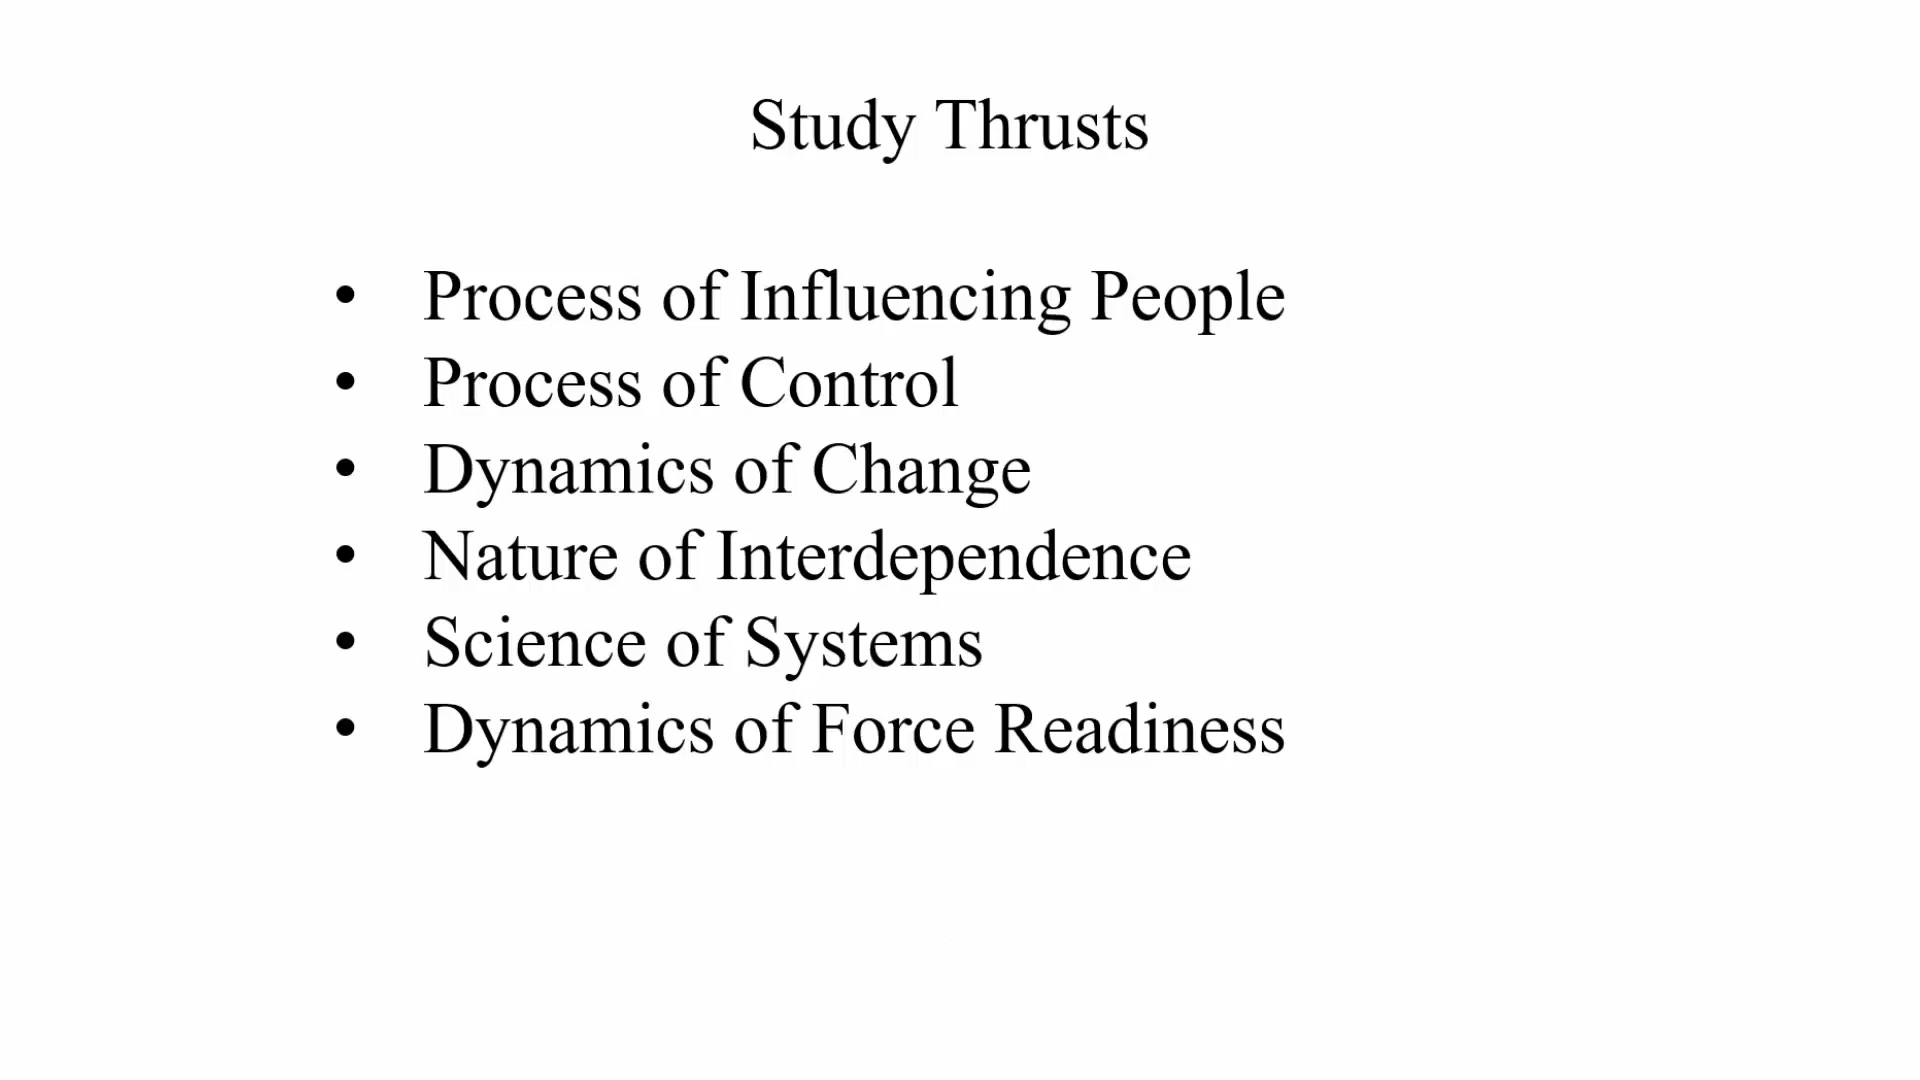 Study Thrusts
• Process of Influencing People
• Process of Control
• Dynamics of Change
• Nature of Interdependence
• Science of Systems
• Dynamics of Force Readiness